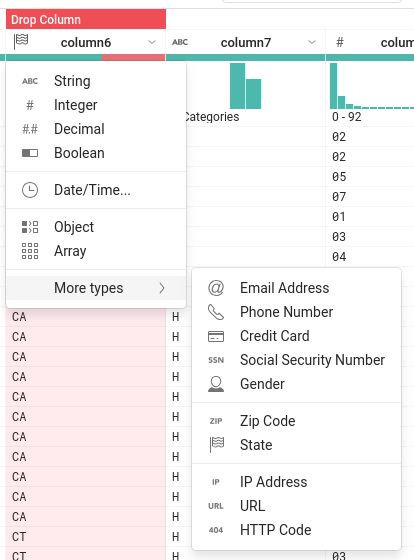 Drop Column
column6
ABC column7
# colum
ABC String
# Integer
#.# Decimal
Boolean
Date/Time...
Object
Array
More types
Categories
0 - 92
02
02
05
07
01
03
04
Email Address
Phone Number
Credit Card
SSN Social Security Number
Gender
ZIP Zip Code
State
IP IP Address
URL URL
404 HTTP Code
CA H
CA H
CA H
CA H
CA H
CA H
CA H
CA H
CA H
CA H
CA H
CT H
CT H
03